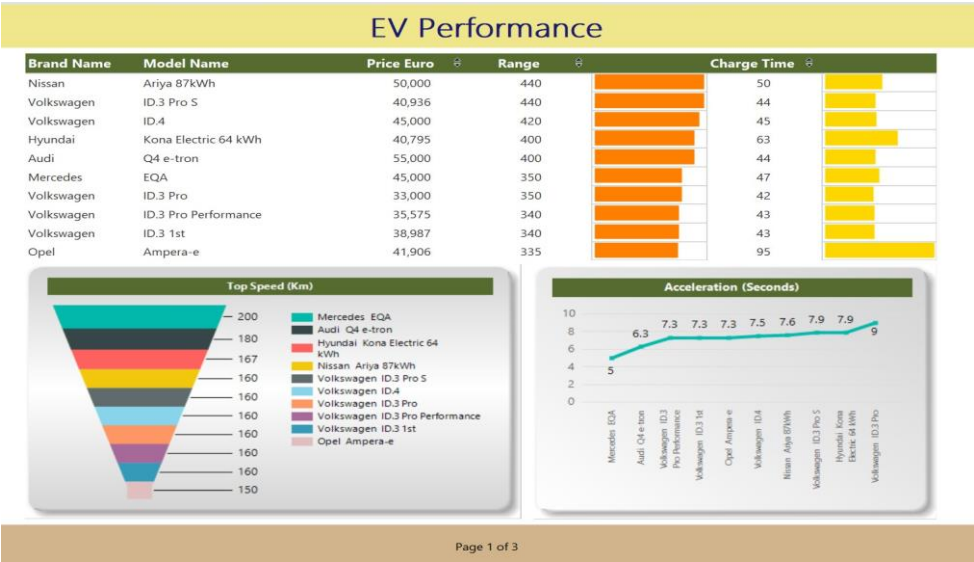 EV Performance
Brand Name Model Name Price Euro Range Charge Time
Nissan Ariya 87kWh 50,000 440 50
Volkswagen ID.3 Pro S 40,936 440 44
Volkswagen ID.4 45,000 420 45
Hyundai Kona Electric 64 kWh 40,795 400 63
Audi Q4 e-tron 55,000 400 44
Mercedes EQA 45,000 350 47
Volkswagen ID.3 Pro 33,000 350 42
Volkswagen ID.3 Pro Performance 35,575 340 43
Volkswagen ID.3 1st 38,987 340 43
Opel Ampera-e 41,906 335 95
Top Speed (Km)
200
180
167
160
160
160
160
160
160
150
Mercedes EQA
Audi Q4 e-tron
Hyundai Kona Electric 64
kWh
Nissan Ariya 87kWh
Volkswagen ID.3 Pro S
Volkswagen ID.4
Volkswagen ID.3 Pro
Volkswagen ID.3 Pro Performance
Volkswagen ID.3 1st
Opel Ampera-e
Acceleration (Seconds)
10
8
6
4
2
0
5
6.3
7.3
7.3
7.3
7.5
7.6
7.9
7.9
9
Mercedes EQA
Audi Q4 e-tron
Volkswagen ID.3
Pro Performance
Volkswagen ID.3 1st
Opel Ampera-e
Volkswagen ID.4
Nissan Ariya 87kWh
Volkswagen ID.3 Pro S
Hyundai Kona
Electric 64 kWh
Volkswagen ID.3 Pro
Page 1 of 3